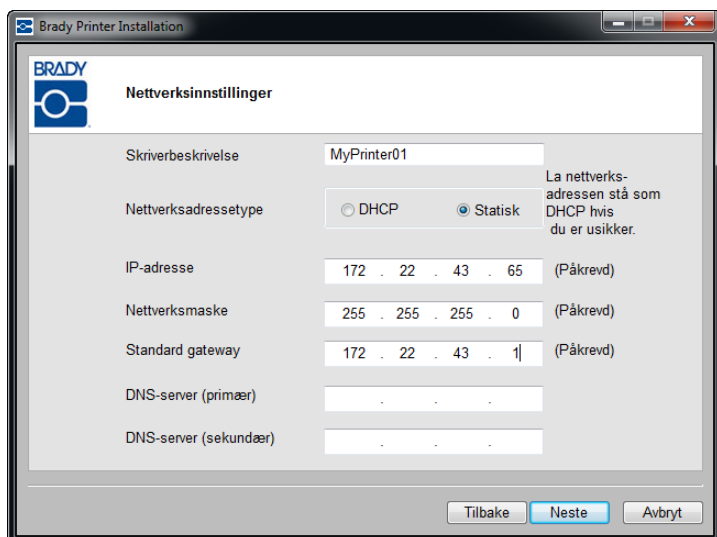 Brady Printer Installation
BRADY
Nettverksinnstillinger
Skriverbeskrivelse
MyPrinter01
Nettverksadressetype
DHCP
Statisk
La nettverks-
adressen stå som
DHCP hvis
du er usikker.
IP-adresse
172 . 22 . 43 . 65
(Påkrevd)
Nettverksmaske
255 . 255 . 255 . 0
(Påkrevd)
Standard gateway
172 . 22 . 43 . 1
(Påkrevd)
DNS-server (primær)
. . .
DNS-server (sekundær)
. . .
Tilbake
Neste
Avbryt